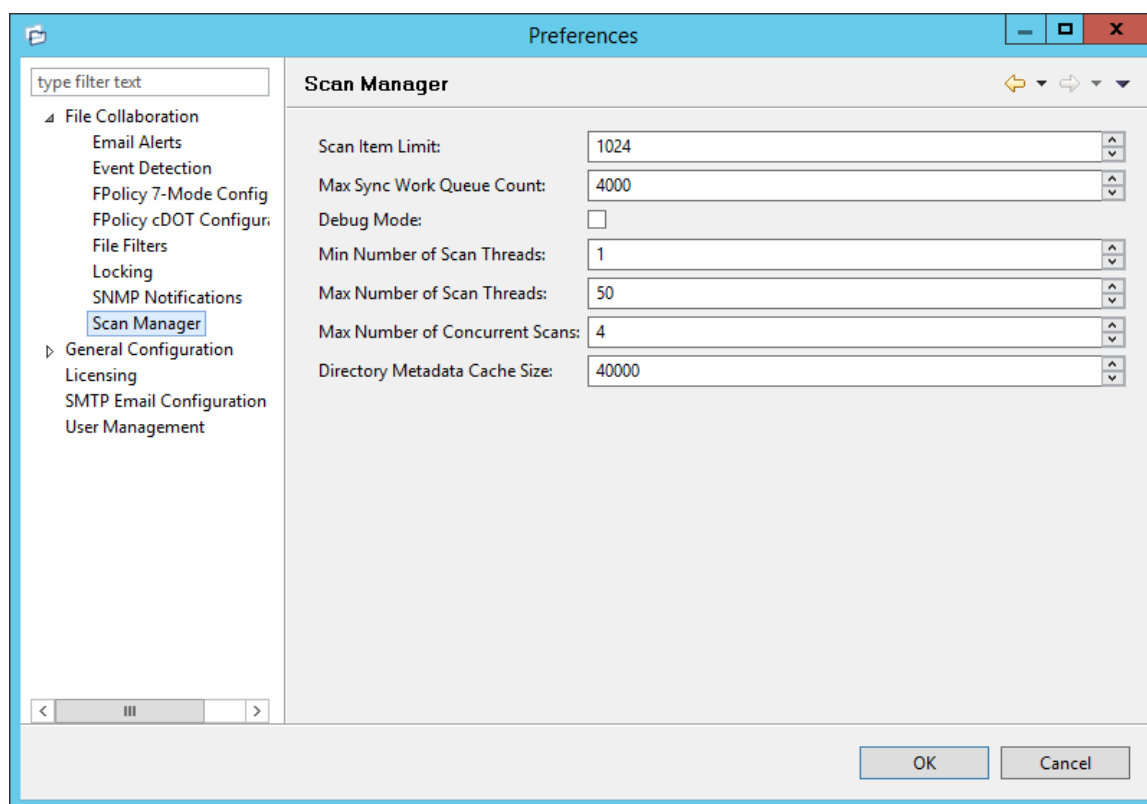 Preferences
type filter text
File Collaboration
Email Alerts
Event Detection
FPolicy 7-Mode Config
FPolicy cDOT Configura
File Filters
Locking
SNMP Notifications
Scan Manager
General Configuration
Licensing
SMTP Email Configuration
User Management
Scan Manager
Scan Item Limit: 1024
Max Sync Work Queue Count: 4000
Debug Mode:
Min Number of Scan Threads: 1
Max Number of Scan Threads: 50
Max Number of Concurrent Scans: 4
Directory Metadata Cache Size: 40000
OK Cancel